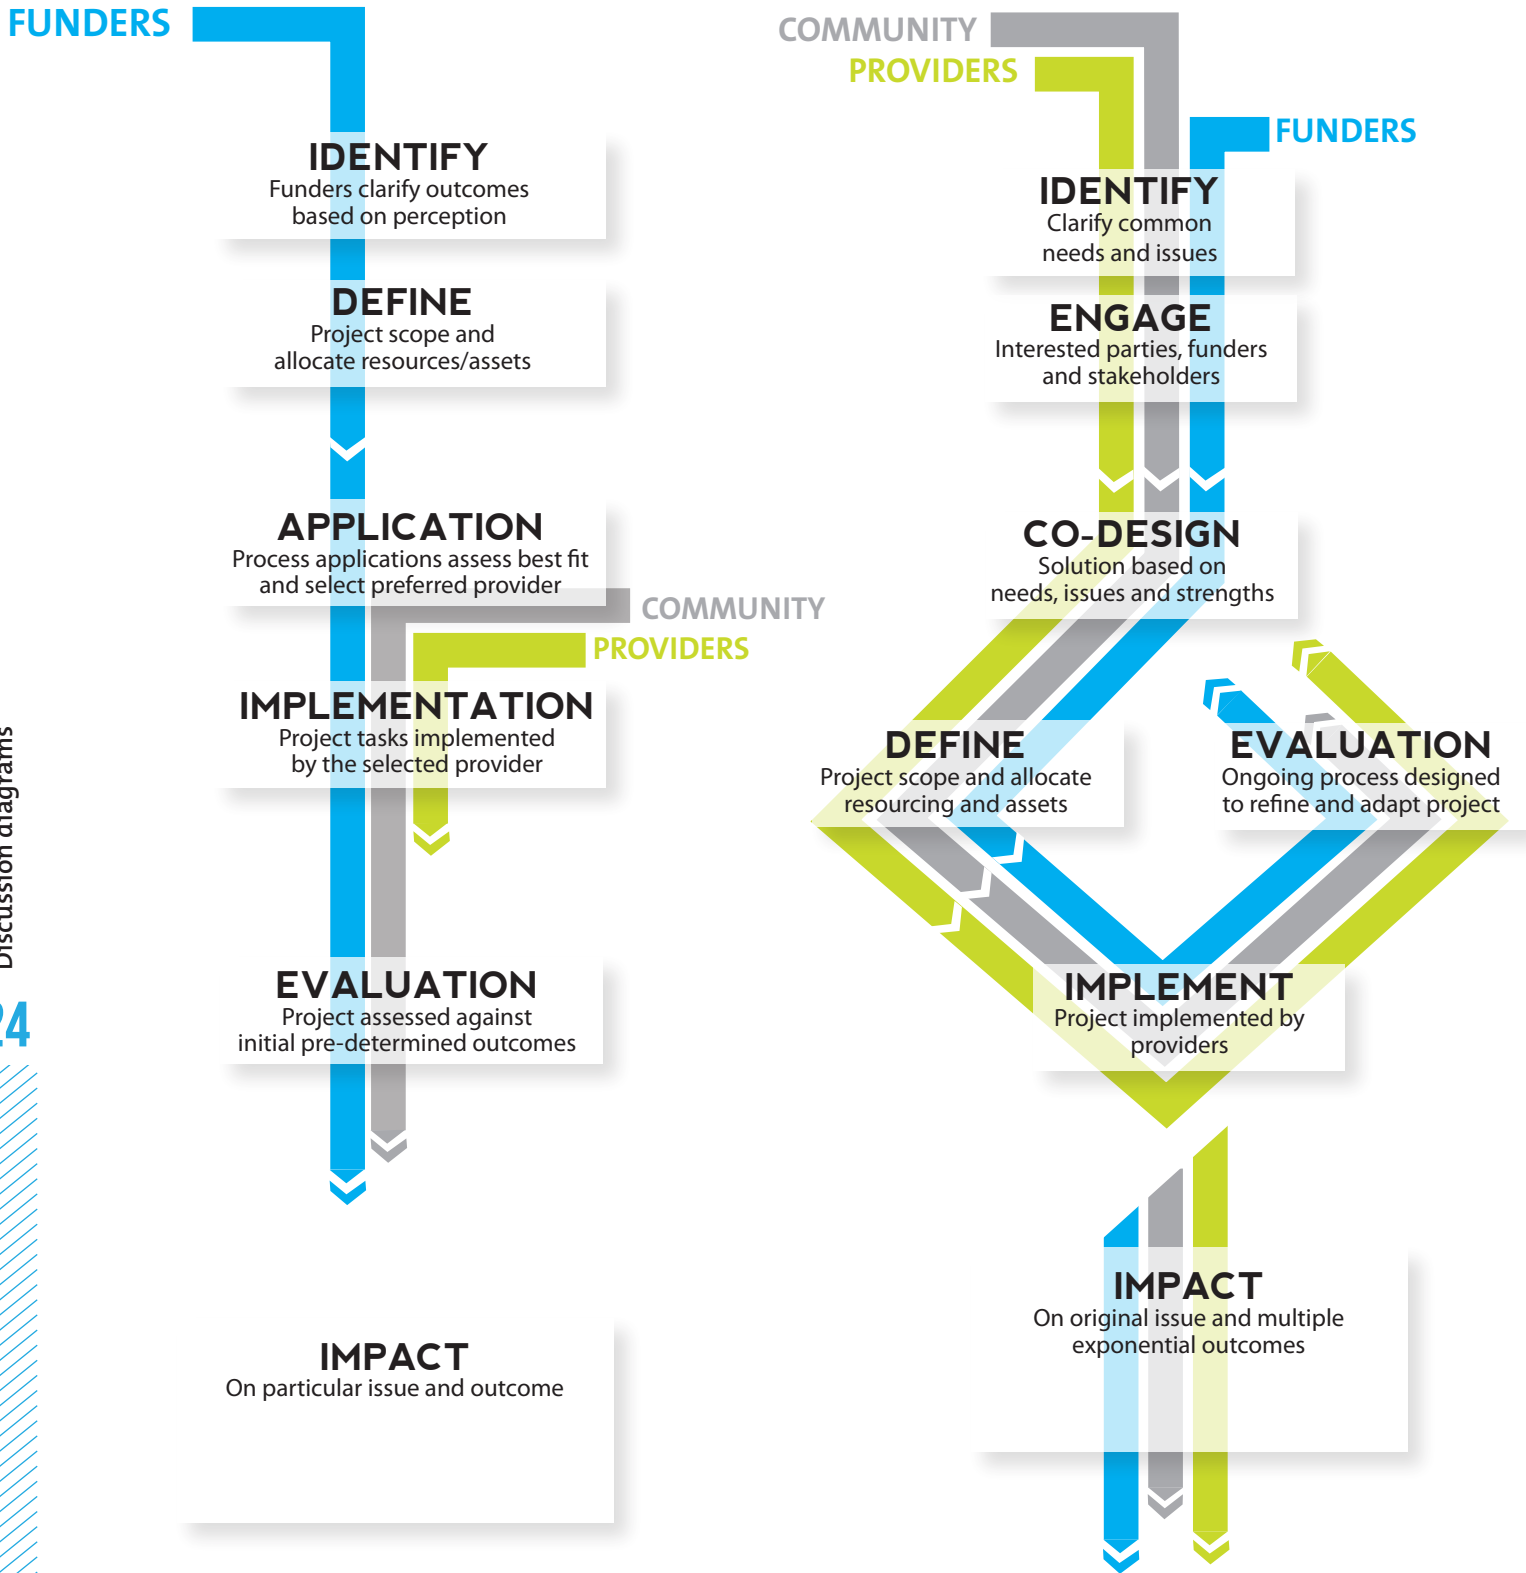 FUNDERS
IDENTIFY
Funders clarify outcomes
based on perception
DEFINE
Project scope and
allocate resources/assets
APPLICATION
Process applications assess best fit
and select preferred provider
COMMUNITY
PROVIDERS
IMPLEMENTATION
Project tasks implemented
by the selected provider
EVALUATION
Project assessed against
initial pre-determined outcomes
IMPACT
On particular issue and outcome
COMMUNITY
PROVIDERS
FUNDERS
IDENTIFY
Clarify common
needs and issues
ENGAGE
Interested parties, funders
and stakeholders
CO-DESIGN
Solution based on
needs, issues and strengths
DEFINE
Project scope and allocate
resourcing and assets
EVALUATION
Ongoing process designed
to refine and adapt project
IMPLEMENT
Project implemented by
providers
IMPACT
On original issue and multiple
exponential outcomes
Discussion diagrams
24